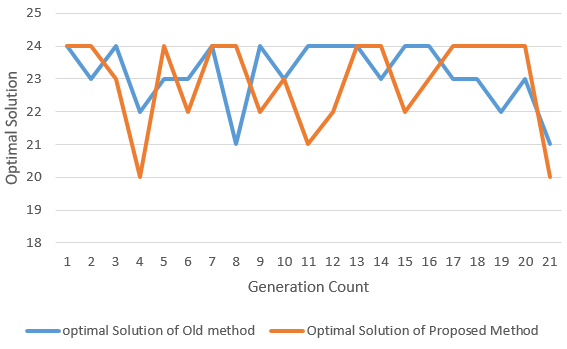 25
24
23
22
21
20
19
18
Optimal Solution
1 2 3 4 5 6 7 8 9 10 11 12 13 14 15 16 17 18 19 20 21
Generation Count
optimal Solution of Old method Optimal Solution of Proposed Method